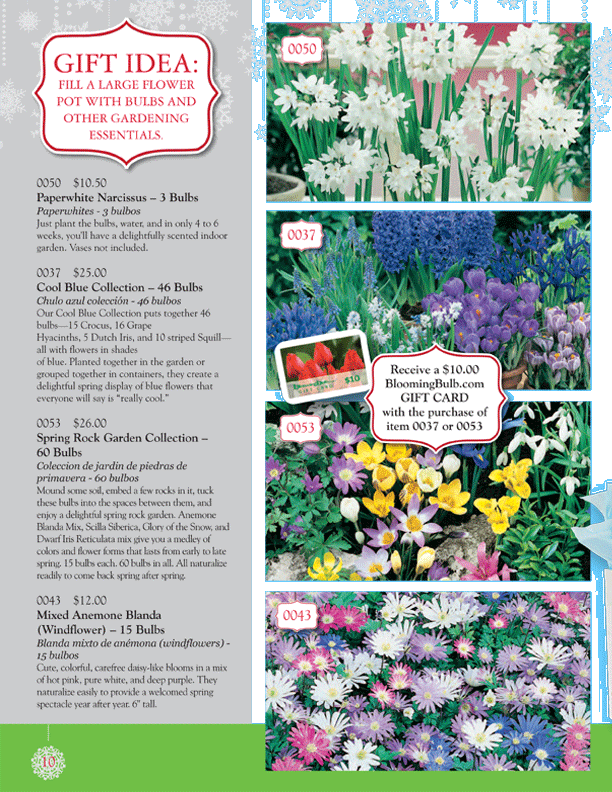 GIFT IDEA:
FILL A LARGE FLOWER
POT WITH BULBS AND
OTHER GARDENING
ESSENTIALS.
0050 $10.50
Paperwhite Narcissus – 3 Bulbs
Paperwhites - 3 bulbos
Just plant the bulbs, water, and in only 4 to 6
weeks, you'll have a delightfully scented indoor
garden. Vases not included.
0037 $25.00
Cool Blue Collection – 46 Bulbs
Chulo azul colección - 46 bulbos
Our Cool Blue Collection puts together 46
bulbs—15 Crocus, 16 Grape
Hyacinths, 5 Dutch Iris, and 10 striped Squill—
all with flowers in shades
of blue. Planted together in the garden or
grouped together in containers, they create a
delightful spring display of blue flowers that
everyone will say is “really cool.”
0053 $26.00
Spring Rock Garden Collection –
60 Bulbs
Coleccion de jardin de piedras de
primavera - 60 bulbos
Mound some soil, embed a few rocks in it, tuck
these bulbs into the spaces between them, and
enjoy a delightful spring rock garden. Anemone
Blanda Mix, Scilla Siberica, Glory of the Snow, and
Dwarf Iris Reticulata mix give you a medley of
colors and flower forms that lasts from early to late
spring. 15 bulbs each. 60 bulbs in all. All naturalize
readily to come back spring after spring.
0043 $12.00
Mixed Anemone Blanda
(Windflower) – 15 Bulbs
Blanda mixto de anémona (windflowers) -
15 bulbos
Cute, colorful, carefree daisy-like blooms in a mix
of hot pink, pure white, and deep purple. They
naturalize easily to provide a welcomed spring
spectacle year after year. 6" tall.
10
0050
0037
$10
Receive a $10.00
BloomingBulb.com
GIFT CARD
with the purchase of
item 0037 or 0053
0053
0043